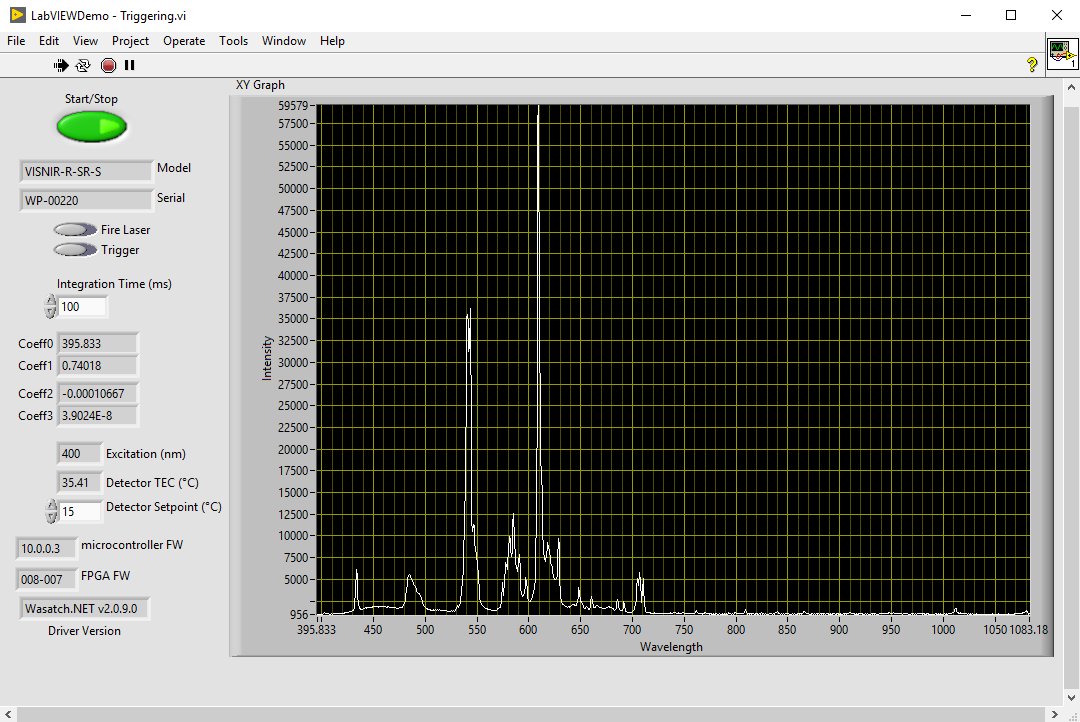 LabVIEWDemo - Triggering.vi
File Edit View Project Operate Tools Window Help
?
1
Start/Stop
VISNIR-R-SR-S Model
WP-00220 Serial
Fire Laser
Trigger
Integration Time (ms)
100
Coeff0 395.833
Coeff1 0.74018
Coeff2 -0.00010667
Coeff3 3.9024E-8
400 Excitation (nm)
35.41 Detector TEC (°C)
15 Detector Setpoint (°C)
10.0.0.3 microcontroller FW
008-007 FPGA FW
Wasatch.NET v2.0.9.0
Driver Version
XY Graph
Intensity
59579
57500
55000
52500
50000
47500
45000
42500
40000
37500
35000
32500
30000
27500
25000
22500
20000
17500
15000
12500
10000
7500
5000
956
395.833 450 500 550 600 650 700 750 800 850 900 950 1000 1050 1083.18
Wavelength